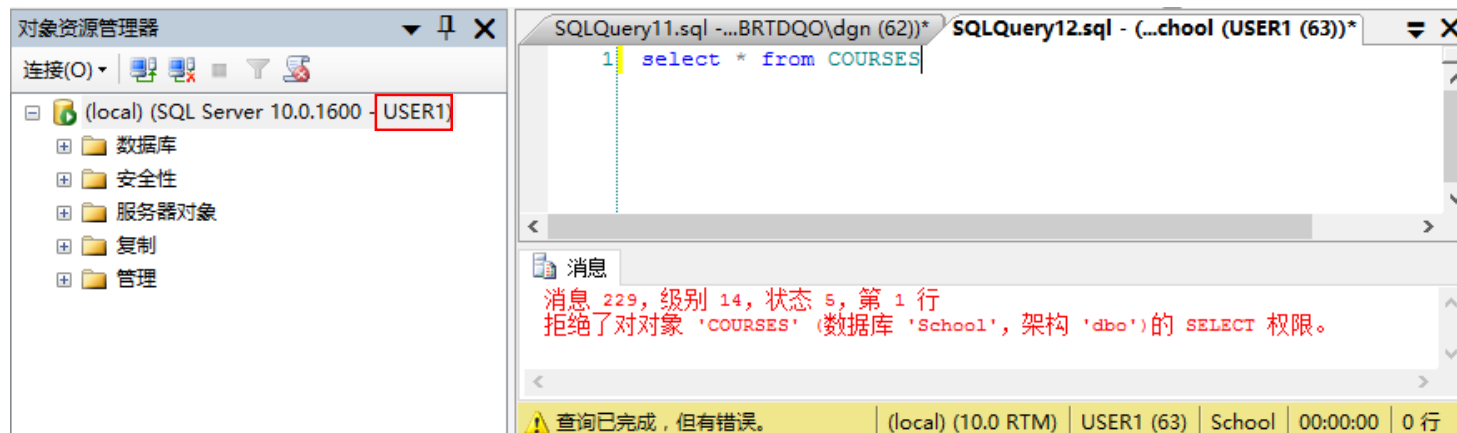 对象资源管理器
连接(O)
(local) (SQL Server 10.0.1600 - USER1)
数据库
安全性
服务器对象
复制
管理
SQLQuery11.sql -...BRTDQO\dgn (62))*
SQLQuery12.sql - (...chool (USER1 (63))*
1 select * from COURSES
消息
消息 229，级别 14，状态 5，第 1 行
拒绝了对对象 'COURSES' (数据库 'School'，架构 'dbo')的 SELECT 权限。
查询已完成，但有错误。 (local) (10.0 RTM) USER1 (63) School 00:00:00 0 行